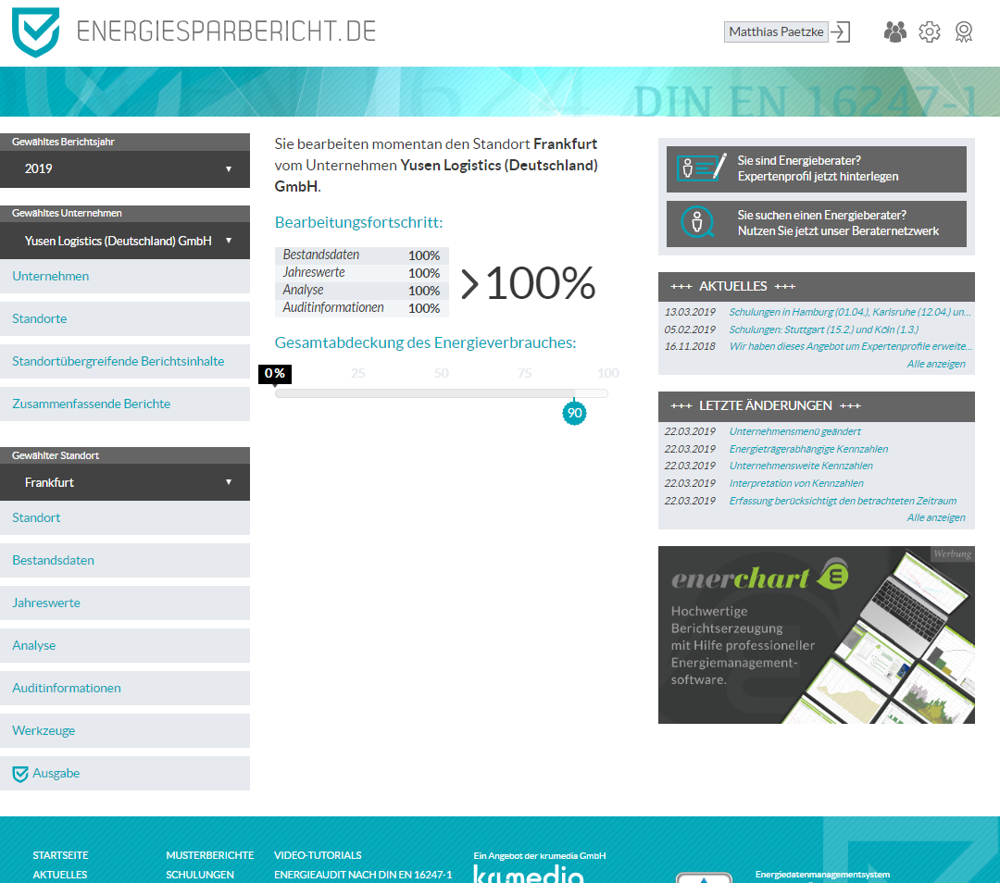 ENERGIESPARBERICHT.DE
Matthias Paetzke
DIN EN 16247-1
Gewähltes Berichtsjahr
2019
Gewähltes Unternehmen
Yusen Logistics (Deutschland) GmbH
Unternehmen
Standorte
Standortübergreifende Berichtsinhalte
Zusammenfassende Berichte
Gewählter Standort
Frankfurt
Standort
Bestandsdaten
Jahreswerte
Analyse
Auditinformationen
Werkzeuge
Ausgabe
Sie bearbeiten momentan den Standort Frankfurt
vom Unternehmen Yusen Logistics (Deutschland)
GmbH.
Bearbeitungsfortschritt:
Bestandsdaten 100%
Jahreswerte 100%
Analyse 100%
Auditinformationen 100%
>100%
Gesamtabdeckung des Energieverbrauches:
0 % 25 50 75 100
90
Sie sind Energieberater?
Expertenprofil jetzt hinterlegen
Sie suchen einen Energieberater?
Nutzen Sie jetzt unser Beraternetzwerk
+++ AKTUELLES +++
13.03.2019 Schulungen in Hamburg (01.04.), Karlsruhe (12.04.) un...
05.02.2019 Schulungen: Stuttgart (15.2.) und Köln (1.3.)
16.11.2018 Wir haben dieses Angebot um Expertenprofile erweite...
Alle anzeigen
+++ LETZTE ÄNDERUNGEN +++
22.03.2019 Unternehmensmenü geändert
22.03.2019 Energieträgerabhängige Kennzahlen
22.03.2019 Unternehmensweite Kennzahlen
22.03.2019 Interpretation von Kennzahlen
22.03.2019 Erfassung berücksichtigt den betrachteten Zeitraum
Alle anzeigen
Werbung
enerchart
Hochwertige
Berichtserzeugung
mit Hilfe professioneller
Energiemanagement-
software.
STARTSEITE
AKTUELLES
MUSTERBERICHTE
SCHULUNGEN
VIDEO-TUTORIALS
ENERGIEAUDIT NACH DIN EN 16247-1
Ein Angebot der krumedia GmbH
krumedia
Energiedatenmanagementsystem